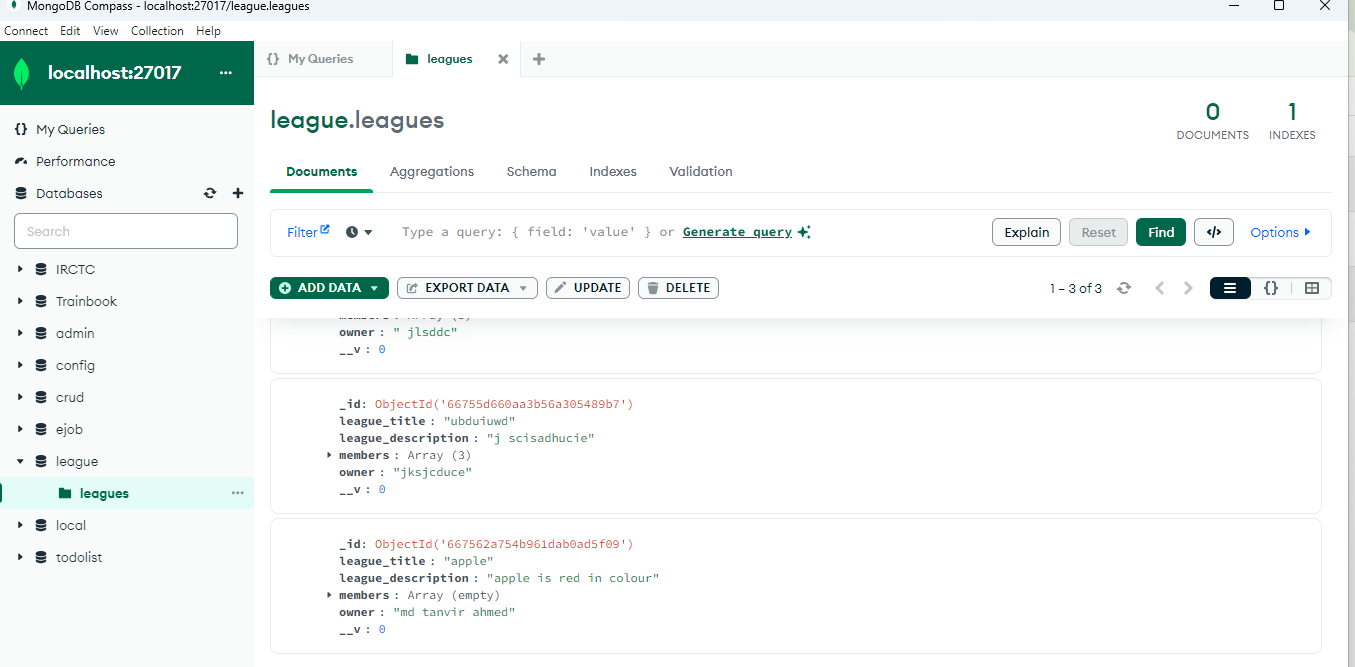 MongoDB Compass - localhost:27017/league.leagues
Connect Edit View Collection Help
localhost:27017 ...
{} My Queries
leagues
My Queries
Performance
Databases
Search
IRCTC
Trainbook
admin
config
crud
ejob
league
leagues
local
todolist
league.leagues
0
DOCUMENTS
1
INDEXES
Documents Aggregations Schema Indexes Validation
Filter Type a query: { field: 'value' } or Generate query Explain Reset Find </> Options
ADD DATA EXPORT DATA UPDATE DELETE 1 – 3 of 3 {}
owner : " jlsddc"
__v : 0
_id: ObjectId('66755d660aa3b56a305489b7')
league_title : "ubduiuwd"
league_description : "j scisadhucie"
members : Array (3)
owner : "jksjcduce"
__v : 0
_id: ObjectId('667562a754b961dab0ad5f09')
league_title : "apple"
league_description : "apple is red in colour"
members : Array (empty)
owner : "md tanvir ahmed"
__v : 0